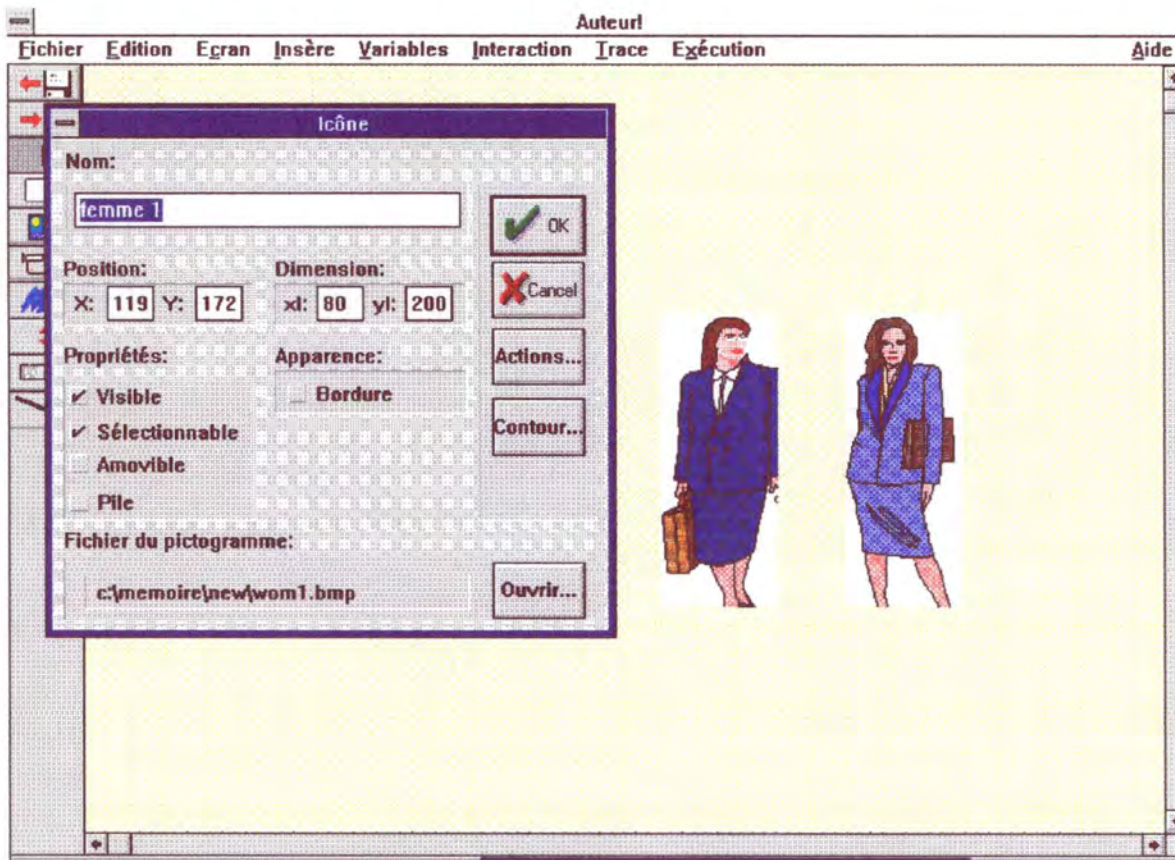 Auteur!
Fichier Edition Ecran Insère Variables Interaction Trace Exécution Aide
Icône
Nom:
femme 1
OK
Position: Dimension:
X: 119 Y: 172 xl: 80 yl: 200
Cancel
Propriétés: Apparence:
Actions...
Visible Bordure
Sélectionnable
Contour...
Amovible
Pile
Fichier du pictogramme:
c:\memoire\new\wom1.bmp Ouvrir...